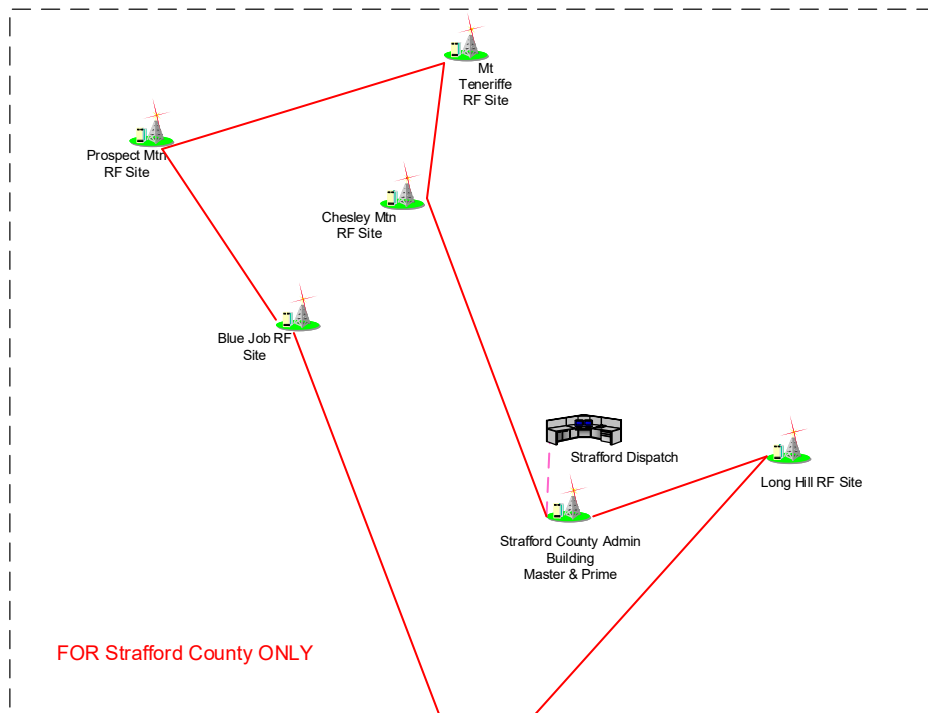 Mt
Teneriffe
RF Site
Prospect Mtn
RF Site
Chesley Mtn
RF Site
Blue Job RF
Site
Strafford Dispatch
Long Hill RF Site
Strafford County Admin
Building
Master & Prime
FOR Strafford County ONLY